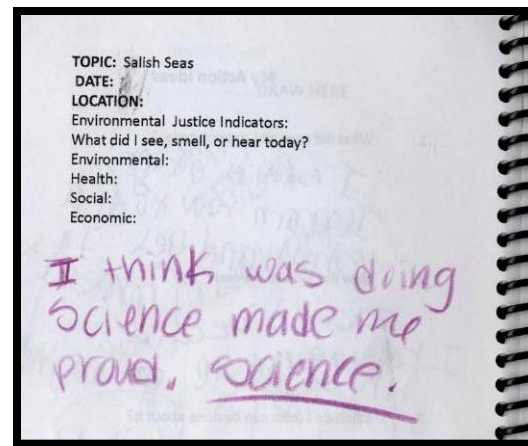 TOPIC: Salish Seas
DATE:
LOCATION:
Environmental Justice Indicators:
What did I see, smell, or hear today?
Environmental:
Health:
Social:
Economic:
I think was doing
Science made me
proud. socience.